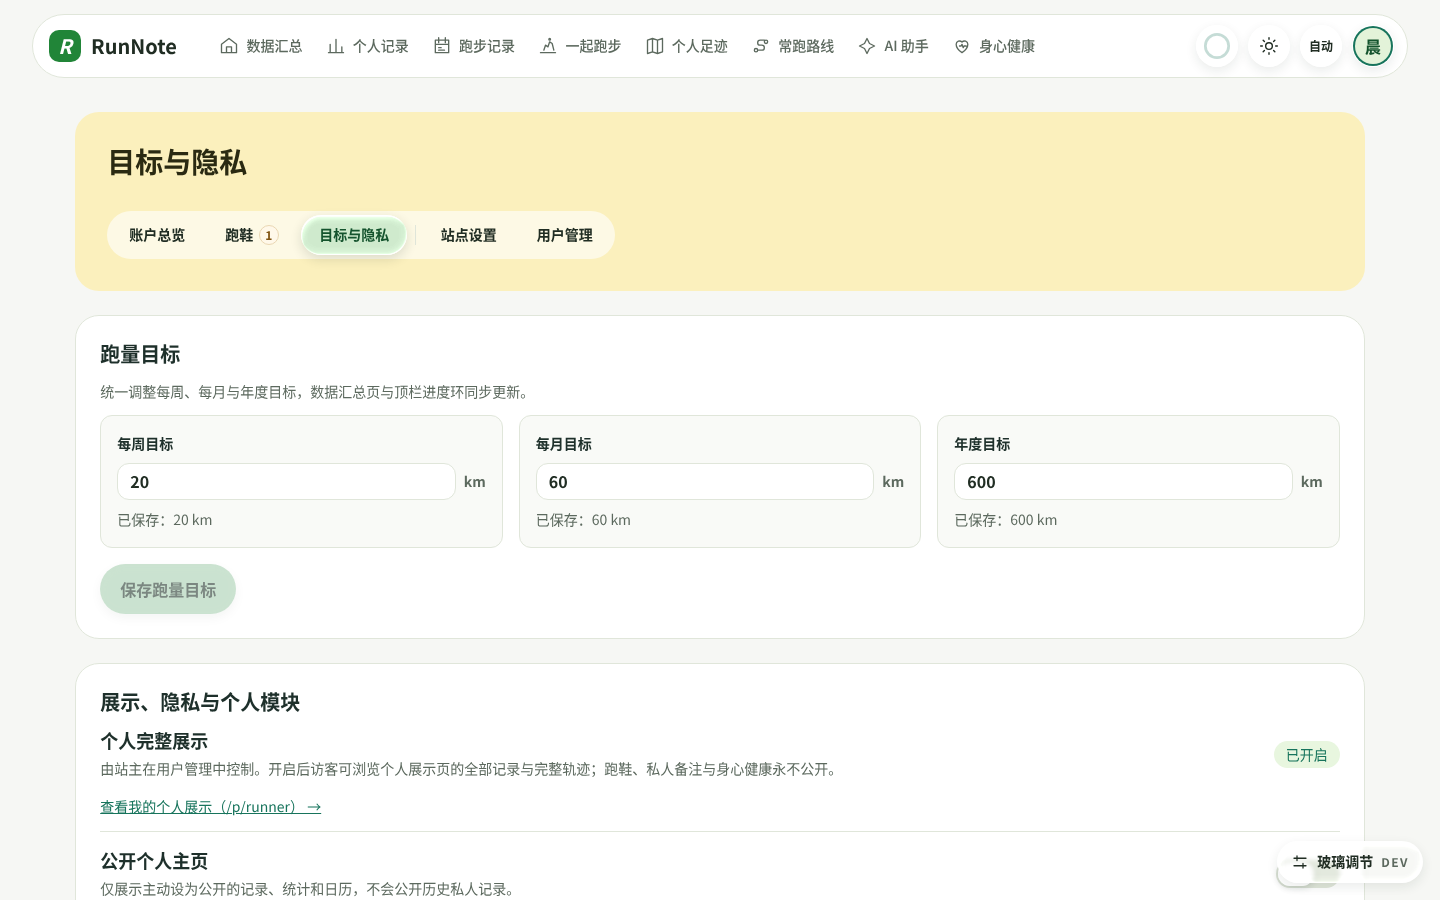 R RunNote 数据汇总 个人记录 跑步记录 一起跑步 个人足迹 常跑路线 AI 助手 身心健康 自动 晨
目标与隐私
账户总览 跑鞋 1 目标与隐私 站点设置 用户管理
跑量目标
统一调整每周、每月与年度目标，数据汇总页与顶栏进度环同步更新。
每周目标 每月目标 年度目标
20 km 60 km 600 km
已保存：20 km 已保存：60 km 已保存：600 km
保存跑量目标
展示、隐私与个人模块
个人完整展示
已开启
由站主在用户管理中控制。开启后访客可浏览个人展示页的全部记录与完整轨迹；跑鞋、私人备注与身心健康永不公开。
查看我的个人展示（/p/runner） →
公开个人主页
玻璃调节 DEV
仅展示主动设为公开的记录、统计和日历，不会公开历史私人记录。